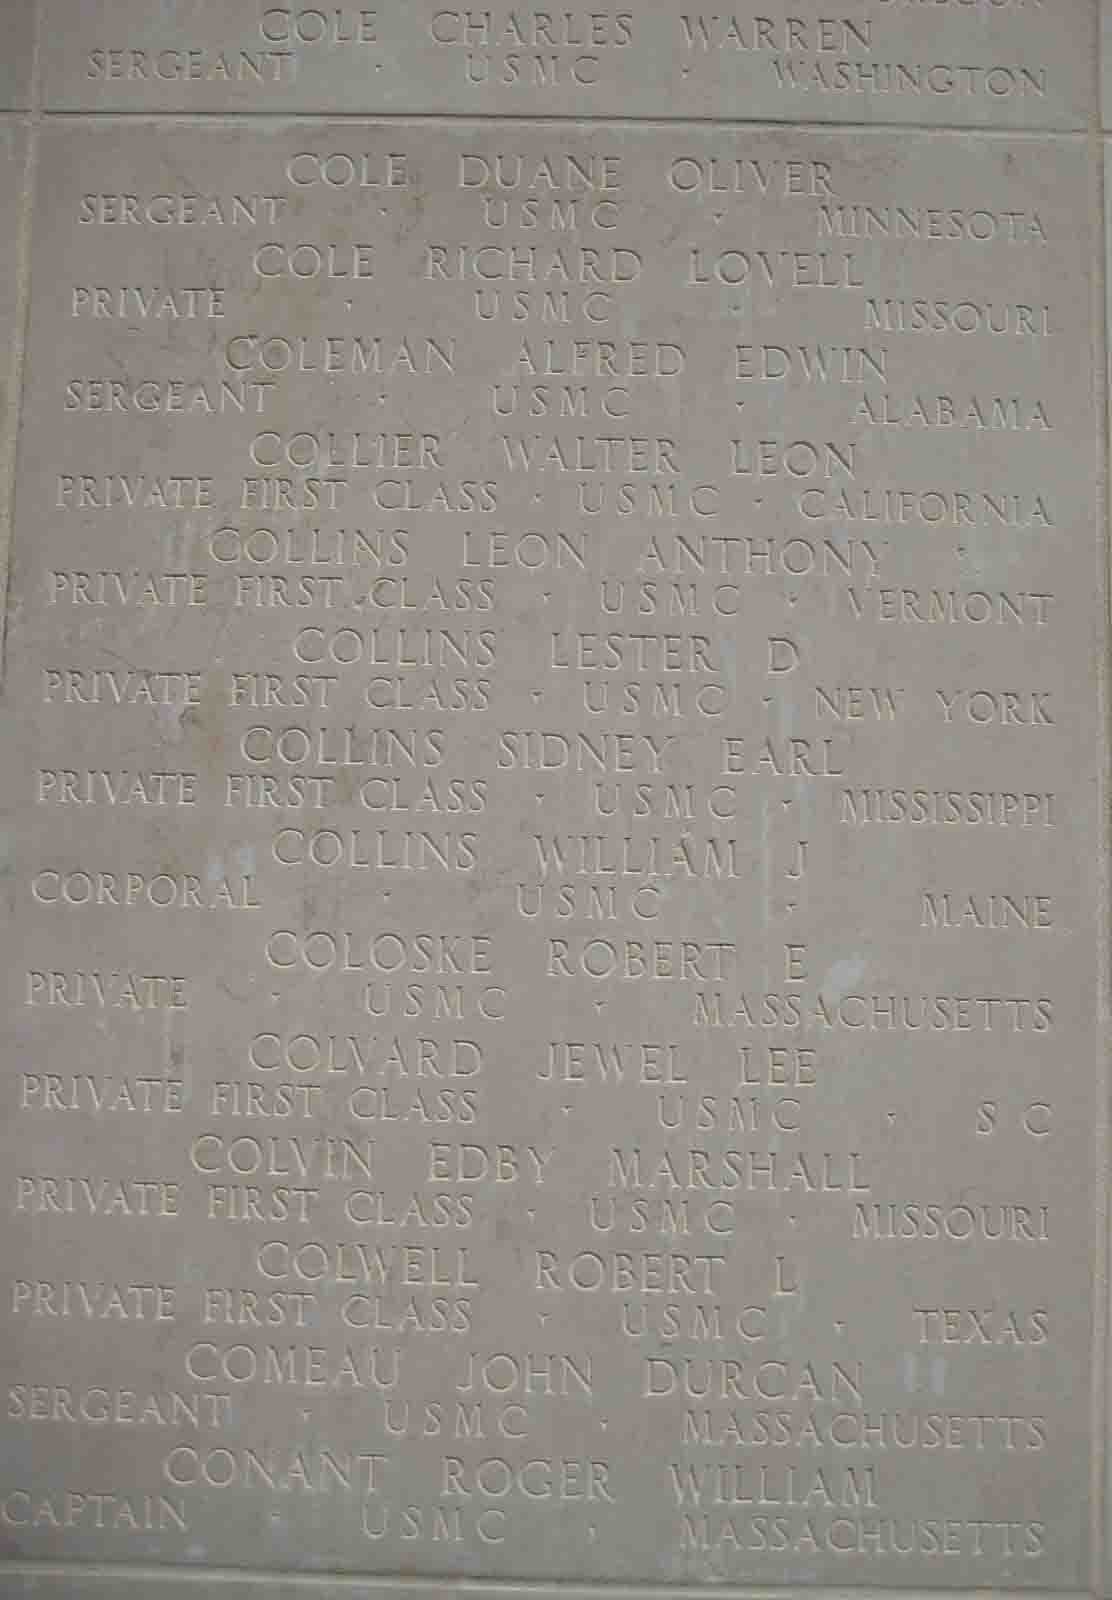 COLE CHARLES WARREN
SERGEANT · USMC · WASHINGTON
COLE DUANE OLIVER
SERGEANT · USMC · MINNESOTA
COLE RICHARD LOVELL
PRIVATE · USMC · MISSOURI
COLEMAN ALFRED EDWIN
SERGEANT · USMC · ALABAMA
COLLIER WALTER LEON
PRIVATE FIRST CLASS · USMC · CALIFORNIA
COLLINS LEON ANTHONY
PRIVATE FIRST CLASS · USMC · VERMONT
COLLINS LESTER D
PRIVATE FIRST CLASS · USMC · NEW YORK
COLLINS SIDNEY EARL
PRIVATE FIRST CLASS · USMC · MISSISSIPPI
COLLINS WILLIAM J
CORPORAL · USMC · MAINE
COLOSKE ROBERT E
PRIVATE · USMC · MASSACHUSETTS
COLVARD JEWEL LEE
PRIVATE FIRST CLASS · USMC · S C
COLVIN EDBY MARSHALL
PRIVATE FIRST CLASS · USMC · MISSOURI
COLWELL ROBERT L
PRIVATE FIRST CLASS · USMC · TEXAS
COMEAU JOHN DURCAN
SERGEANT · USMC · MASSACHUSETTS
CONANT ROGER WILLIAM
CAPTAIN · USMC · MASSACHUSETTS